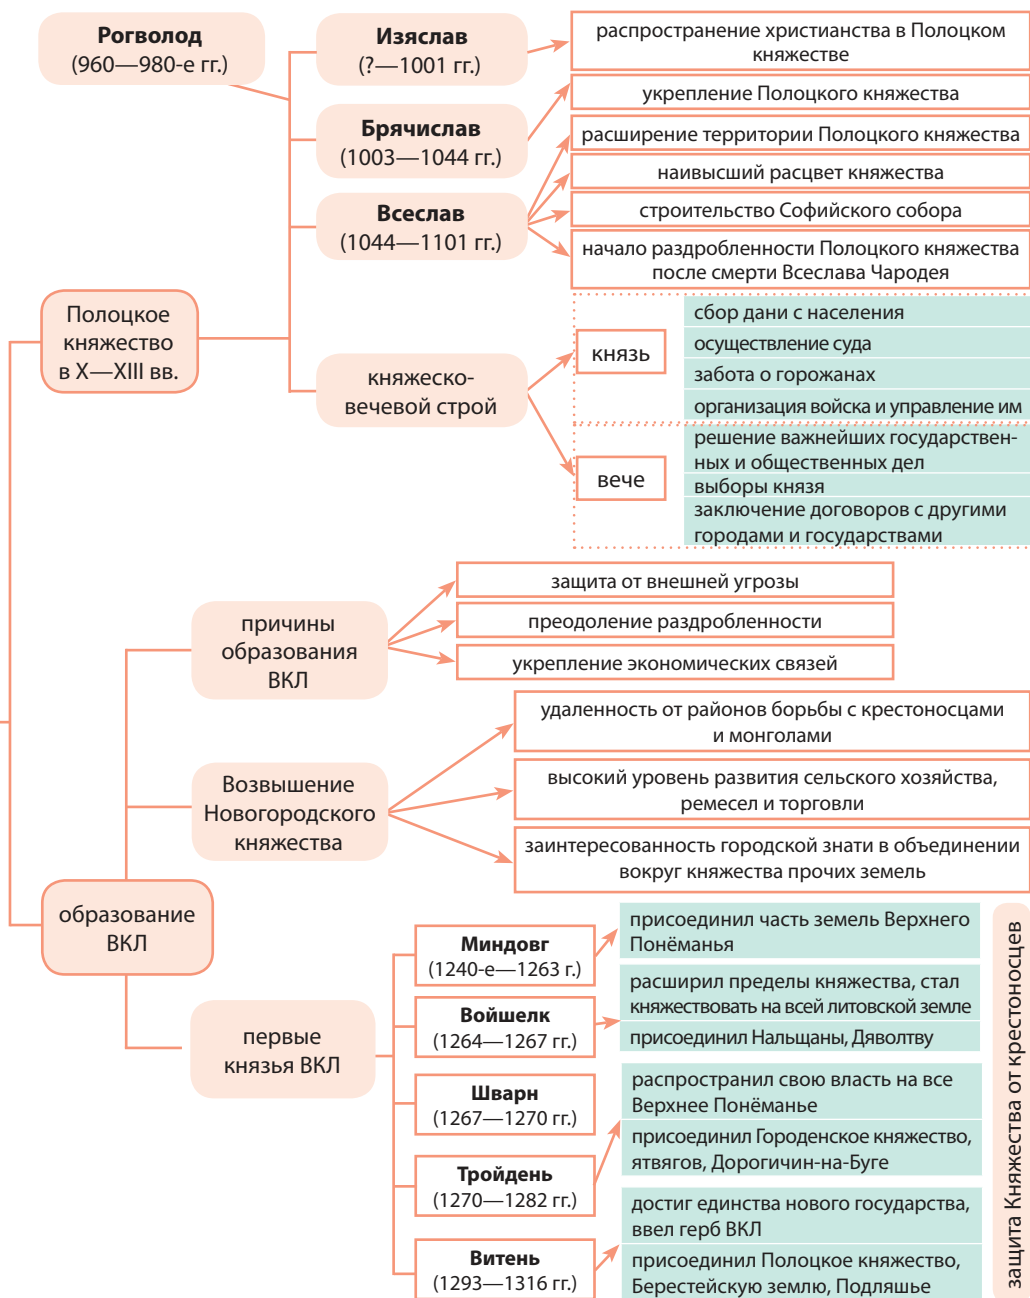 Рогволод
(960—980-е гг.)
Изяслав
(?—1001 гг.)
распространение христианства в Полоцком
княжестве
Брячислав
(1003—1044 гг.)
укрепление Полоцкого княжества
Всеслав
(1044—1101 гг.)
расширение территории Полоцкого княжества
наивысший расцвет княжества
строительство Софийского собора
начало раздробленности Полоцкого княжества
после смерти Всеслава Чародея
Полоцкое
княжество
в X—XIII вв.
княжеско-
вечевой строй
князь
сбор дани с населения
осуществление суда
забота о горожанах
организация войска и управление им
вече
решение важнейших государствен-
ных и общественных дел
выборы князя
заключение договоров с другими
городами и государствами
причины
образования
ВКЛ
защита от внешней угрозы
преодоление раздробленности
укрепление экономических связей
Возвышение
Новогородского
княжества
удаленность от районов борьбы с крестоносцами
и монголами
высокий уровень развития сельского хозяйства,
ремесел и торговли
заинтересованность городской знати в объединении
вокруг княжества прочих земель
образование
ВКЛ
первые
князья ВКЛ
Миндовг
(1240-е—1263 г.)
присоединил часть земель Верхнего
Понёманья
Войшелк
(1264—1267 гг.)
расширил пределы княжества, стал
княжествовать на всей литовской земле
присоединил Нальщаны, Дяволтву
Шварн
(1267—1270 гг.)
Тройдень
(1270—1282 гг.)
распространил свою власть на все
Верхнее Понёманье
присоединил Городенское княжество,
ятвягов, Дорогичин-на-Буге
Витень
(1293—1316 гг.)
достиг единства нового государства,
ввел герб ВКЛ
присоединил Полоцкое княжество,
Берестейскую землю, Подляшье
защита Княжества от крестоносцев